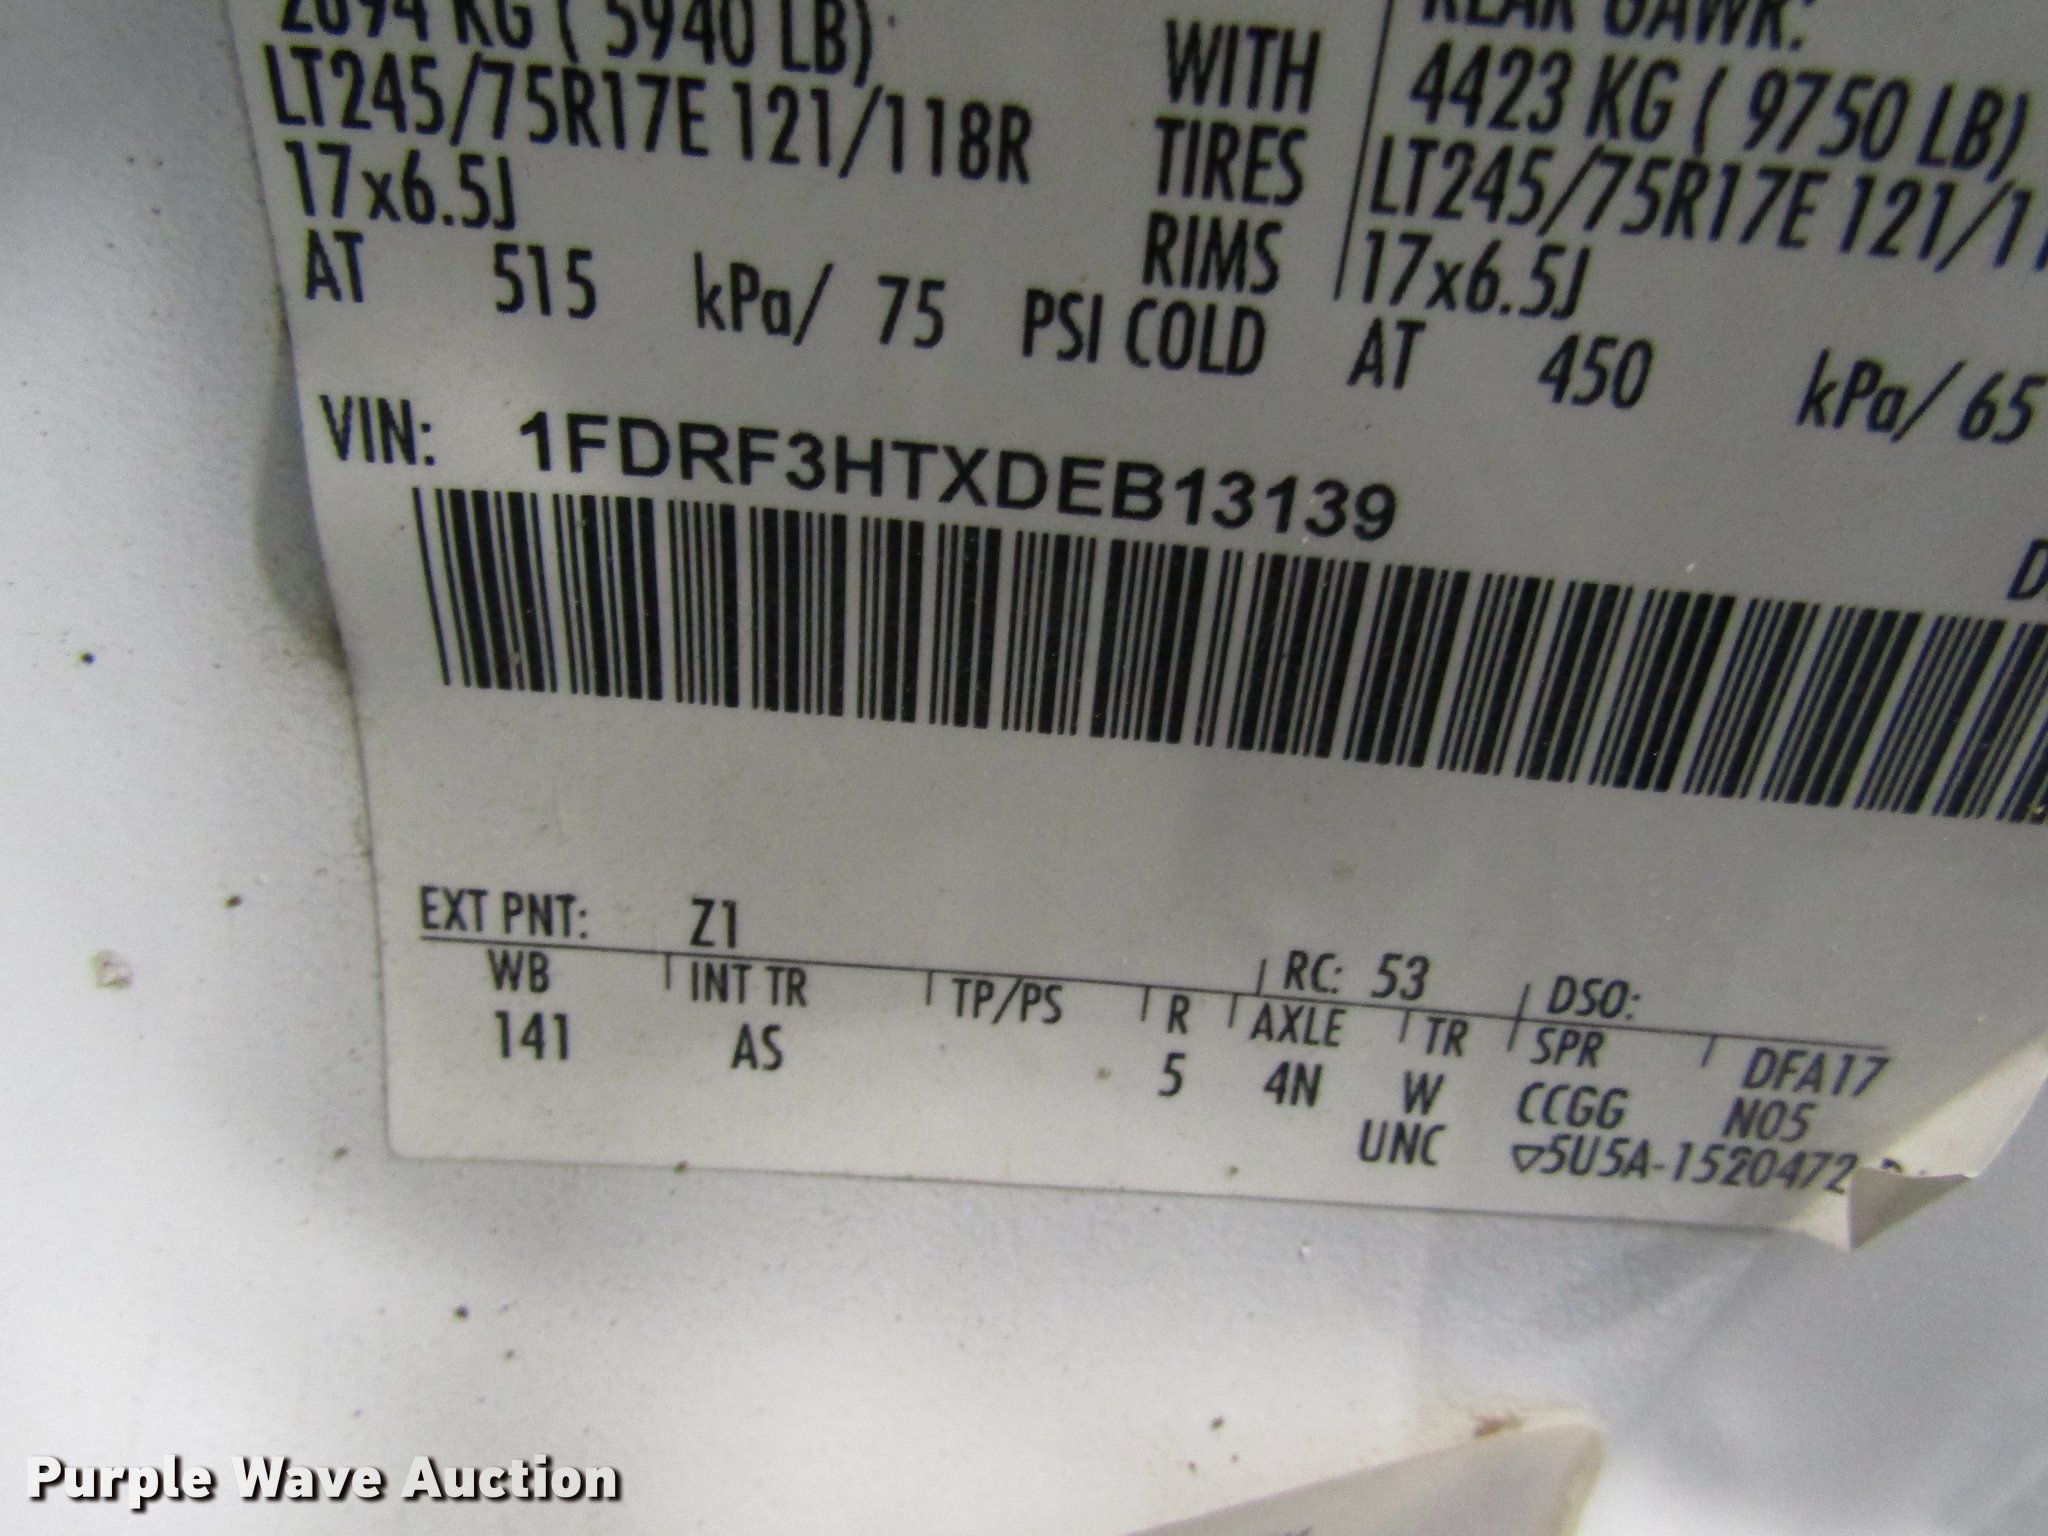 2694 KG ( 5940 LB) WITH REAR GAWR:
LT245/75R17E 121/118R TIRES 4423 KG ( 9750 LB)
17x6.5J RIMS LT245/75R17E 121/11
AT 515 kPa/ 75 PSI COLD 17x6.5J
AT 450 kPa/ 65
VIN: 1FDRF3HTXDEB13139
EXT PNT: Z1 RC: 53 DSO:
WB INT TR TP/PS R AXLE TR SPR DFA17
141 AS 5 4N W CCGG N05
UNC ▽5U5A-1520472
Purple Wave Auction